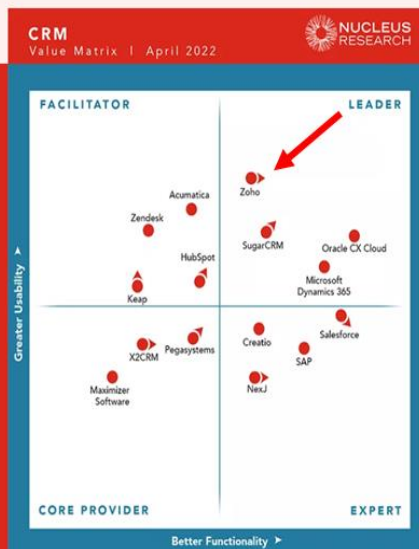 CRM
Value Matrix | April 2022
NUCLEUS
RESEARCH
FACILITATOR
LEADER
Zoho
Acumatica
Zendesk
SugarCRM
Oracle CX Cloud
HubSpot
Microsoft
Dynamics 365
Keap
Salesforce
X2CRM
Pegasystems
Creatio
SAP
Maximizer
Software
NexJ
CORE PROVIDER
EXPERT
Greater Usability
Better Functionality